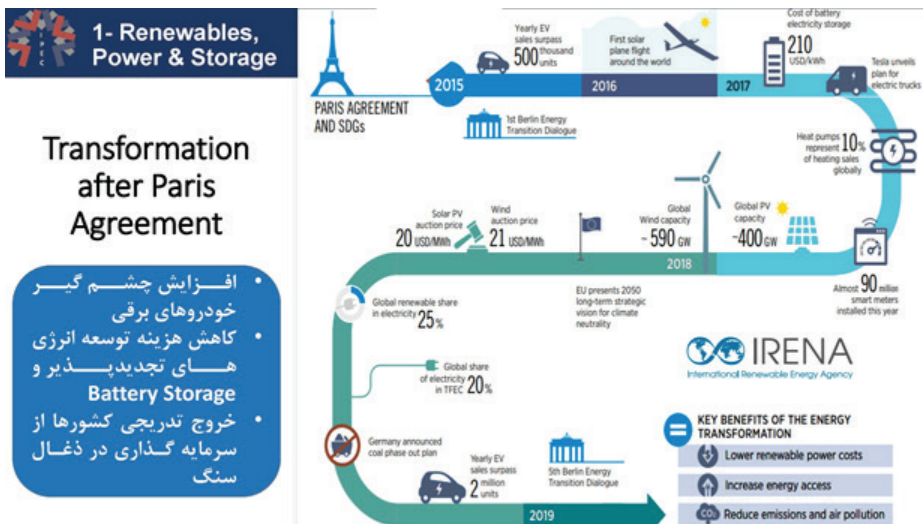 IPEC
1- Renewables,
Power & Storage
Transformation
after Paris
Agreement
• افـــزایش چشــم گیـــر
خودروهای برقی
• کاهش هزینه توسعه انرژی
هـــای تجدیدپـــذیر و
Battery Storage
• خروج تدریجی کشورها از
سرمایه گذاری در ذغال
سنگ
PARIS AGREEMENT
AND SDGs
2015
Yearly EV
sales surpass
500 thousand
units
1st Berlin Energy
Transition Dialogue
First solar
plane flight
around the world
2016
Cost of battery
electricity storage
210
USD/kWh
2017
Tesla unveils
plan for
electric trucks
Heat pumps
represent 10%
of heating sales
globally
Almost 90 million
smart meters
installed this year
Global PV
capacity
~400 GW
Global
Wind capacity
~ 590 GW
2018
EU presents 2050
long-term strategic
vision for climate
neutrality
Wind
auction price
21 USD/MWh
Solar PV
auction price
20 USD/MWh
Global renewable share
in electricity 25%
Global share
of electricity
in TFEC 20%
Germany announced
coal phase out plan
Yearly EV
sales surpass
2 million
units
5th Berlin Energy
Transition Dialogue
2019
IRENA
International Renewable Energy Agency
KEY BENEFITS OF THE ENERGY
TRANSFORMATION
Lower renewable power costs
Increase energy access
CO₂
Reduce emissions and air pollution